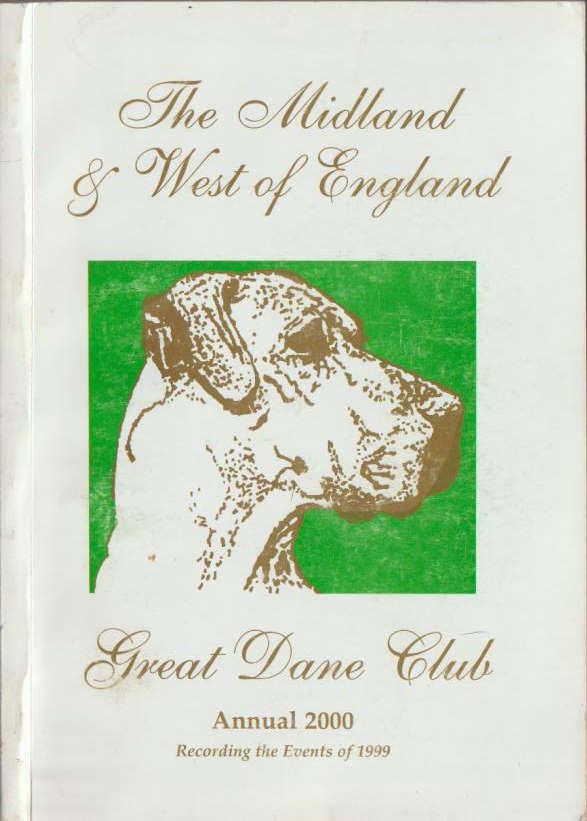 The Midland
& West of England
Great Dane Club
Annual 2000
Recording the Events of 1999